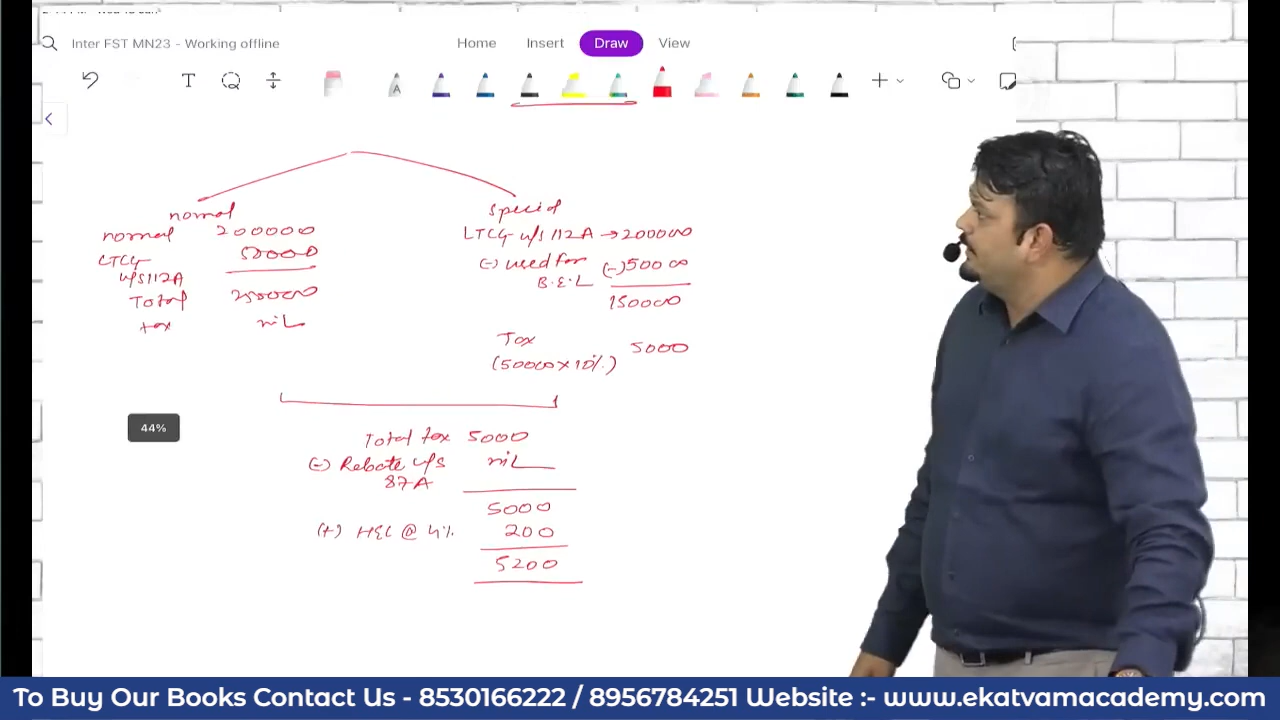 Inter FST MN23 - Working offline
Home Insert Draw View
T
A
normal
normal 200000
LTCG 50000
u/s 112A
Total 250000
tax niL
special
LTCG u/s 112A → 200000
(-) used for (-) 50000
B.E.L
150000
Tax 5000
(50000 x 10%.)
44%
Total tax 5000
(-) Rebate u/s niL
87A
5000
(+) HEC @ 4% 200
5200
To Buy Our Books Contact Us - 8530166222 / 8956784251 Website :- www.ekatvamacademy.com